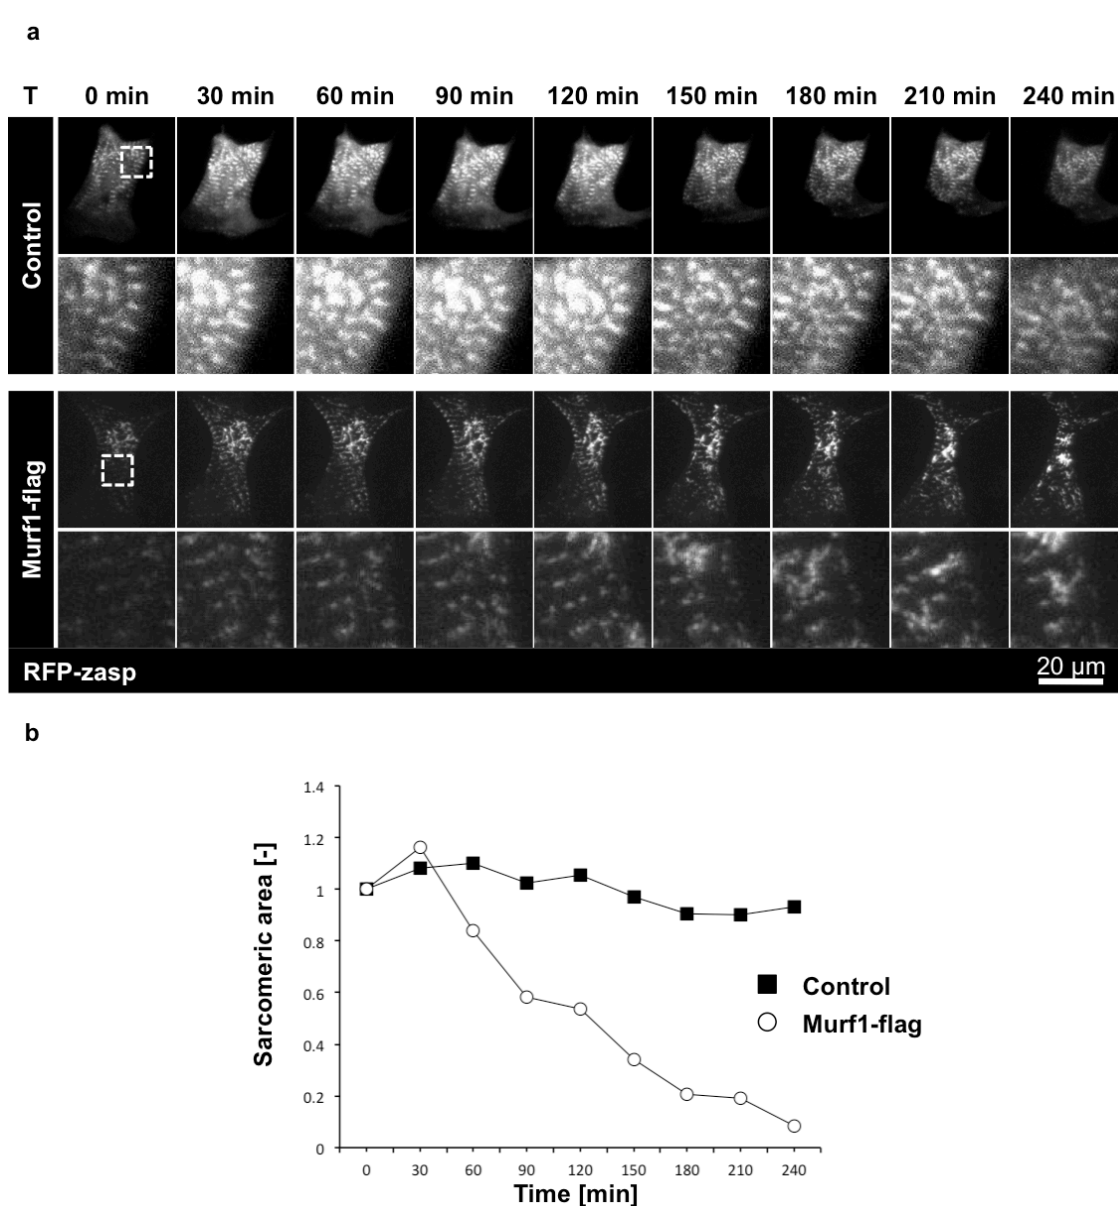 a
T 0 min 30 min 60 min 90 min 120 min 150 min 180 min 210 min 240 min
Control
Murf1-flag
RFP-zasp
20 µm
b
1.4
1.2
1
0.8
0.6
0.4
0.2
0
Sarcomeric area [-]
Control
Murf1-flag
0 30 60 90 120 150 180 210 240
Time [min]